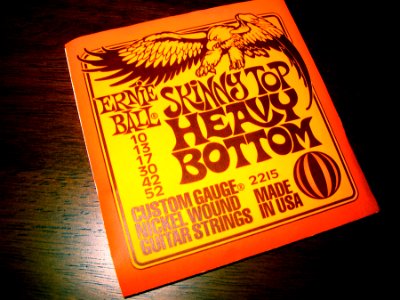 ERNIE
BALL
SKINNY TOP
HEAVY
BOTTOM
10
13
17
30
42
52
CUSTOM GAUGE®
NICKEL WOUND
GUITAR STRINGS
2215
MADE
IN USA